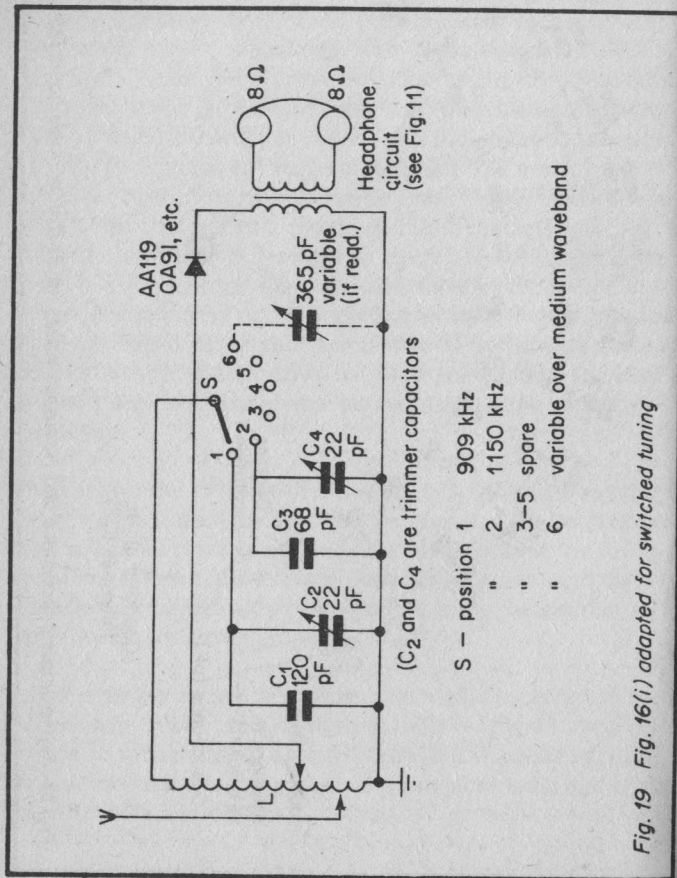 AA119
OA91, etc.
S
1
2
3
4
5
6
C1
120
pF
C2
22
pF
C3
68
pF
C4
22
pF
365 pF
variable
(if reqd.)
8Ω
8Ω
Headphone
circuit
(see Fig.11)
L
(C2 and C4 are trimmer capacitors
S – position 1 909 kHz
" 2 1150 kHz
" 3–5 spare
" 6 variable over medium waveband
Fig. 19 Fig. 16(i) adapted for switched tuning